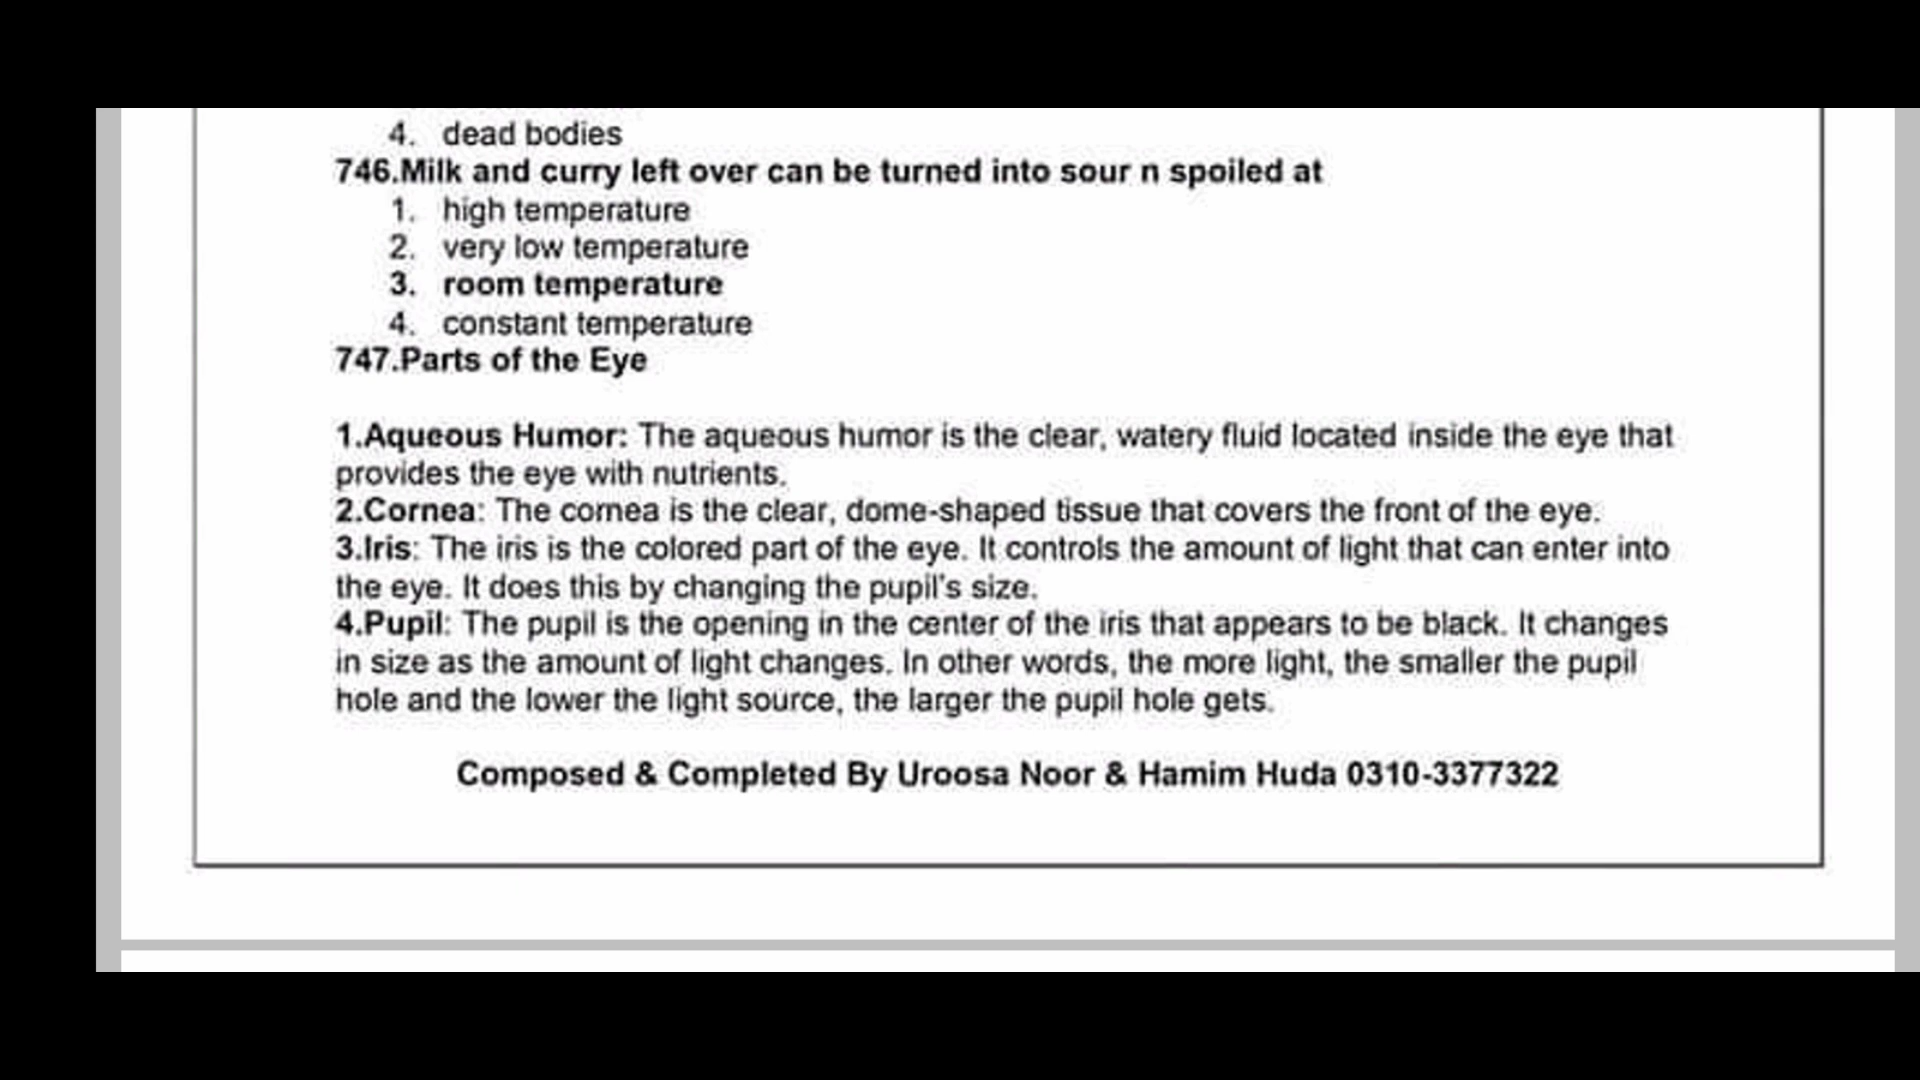 4. dead bodies
746.Milk and curry left over can be turned into sour n spoiled at
1. high temperature
2. very low temperature
3. room temperature
4. constant temperature
747.Parts of the Eye
1.Aqueous Humor: The aqueous humor is the clear, watery fluid located inside the eye that
provides the eye with nutrients.
2.Cornea: The cornea is the clear, dome-shaped tissue that covers the front of the eye.
3.Iris: The iris is the colored part of the eye. It controls the amount of light that can enter into
the eye. It does this by changing the pupil's size.
4.Pupil: The pupil is the opening in the center of the iris that appears to be black. It changes
in size as the amount of light changes. In other words, the more light, the smaller the pupil
hole and the lower the light source, the larger the pupil hole gets.
Composed & Completed By Uroosa Noor & Hamim Huda 0310-3377322